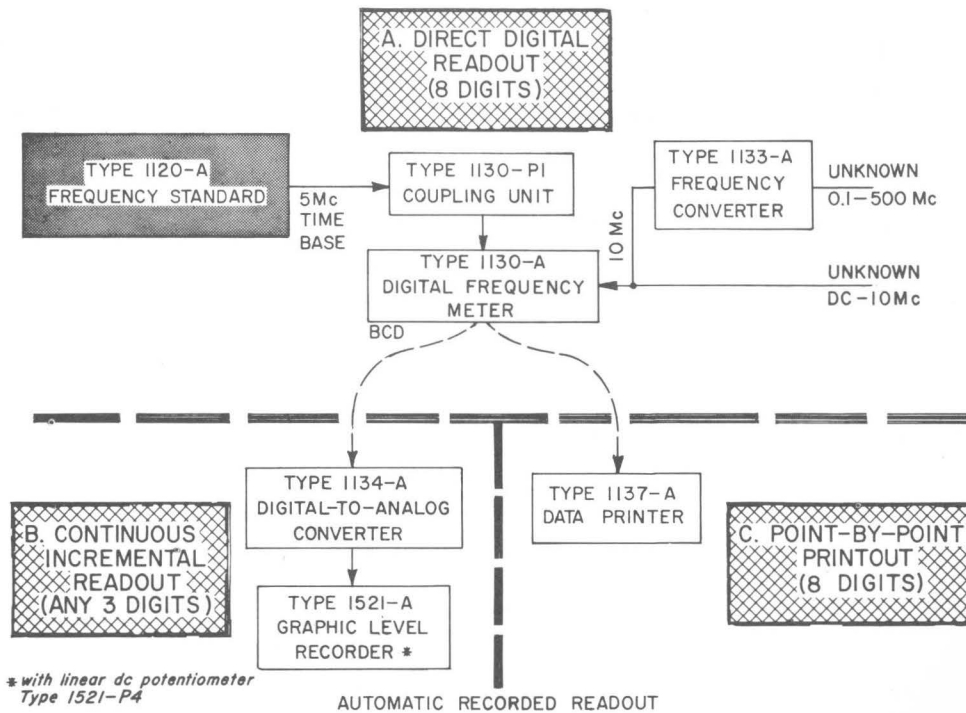 A. DIRECT DIGITAL
READOUT
(8 DIGITS)
TYPE 1120-A
FREQUENCY STANDARD
5Mc
TIME
BASE
TYPE 1130-P1
COUPLING UNIT
TYPE 1133-A
FREQUENCY
CONVERTER
UNKNOWN
0.1-500 Mc
10 Mc
TYPE 1130-A
DIGITAL FREQUENCY
METER
UNKNOWN
DC-10Mc
BCD
TYPE 1134-A
DIGITAL-TO-ANALOG
CONVERTER
TYPE 1137-A
DATA PRINTER
B. CONTINUOUS
INCREMENTAL
READOUT
(ANY 3 DIGITS)
C. POINT-BY-POINT
PRINTOUT
(8 DIGITS)
TYPE 1521-A
GRAPHIC LEVEL
RECORDER *
* with linear dc potentiometer
Type 1521-P4
AUTOMATIC RECORDED READOUT